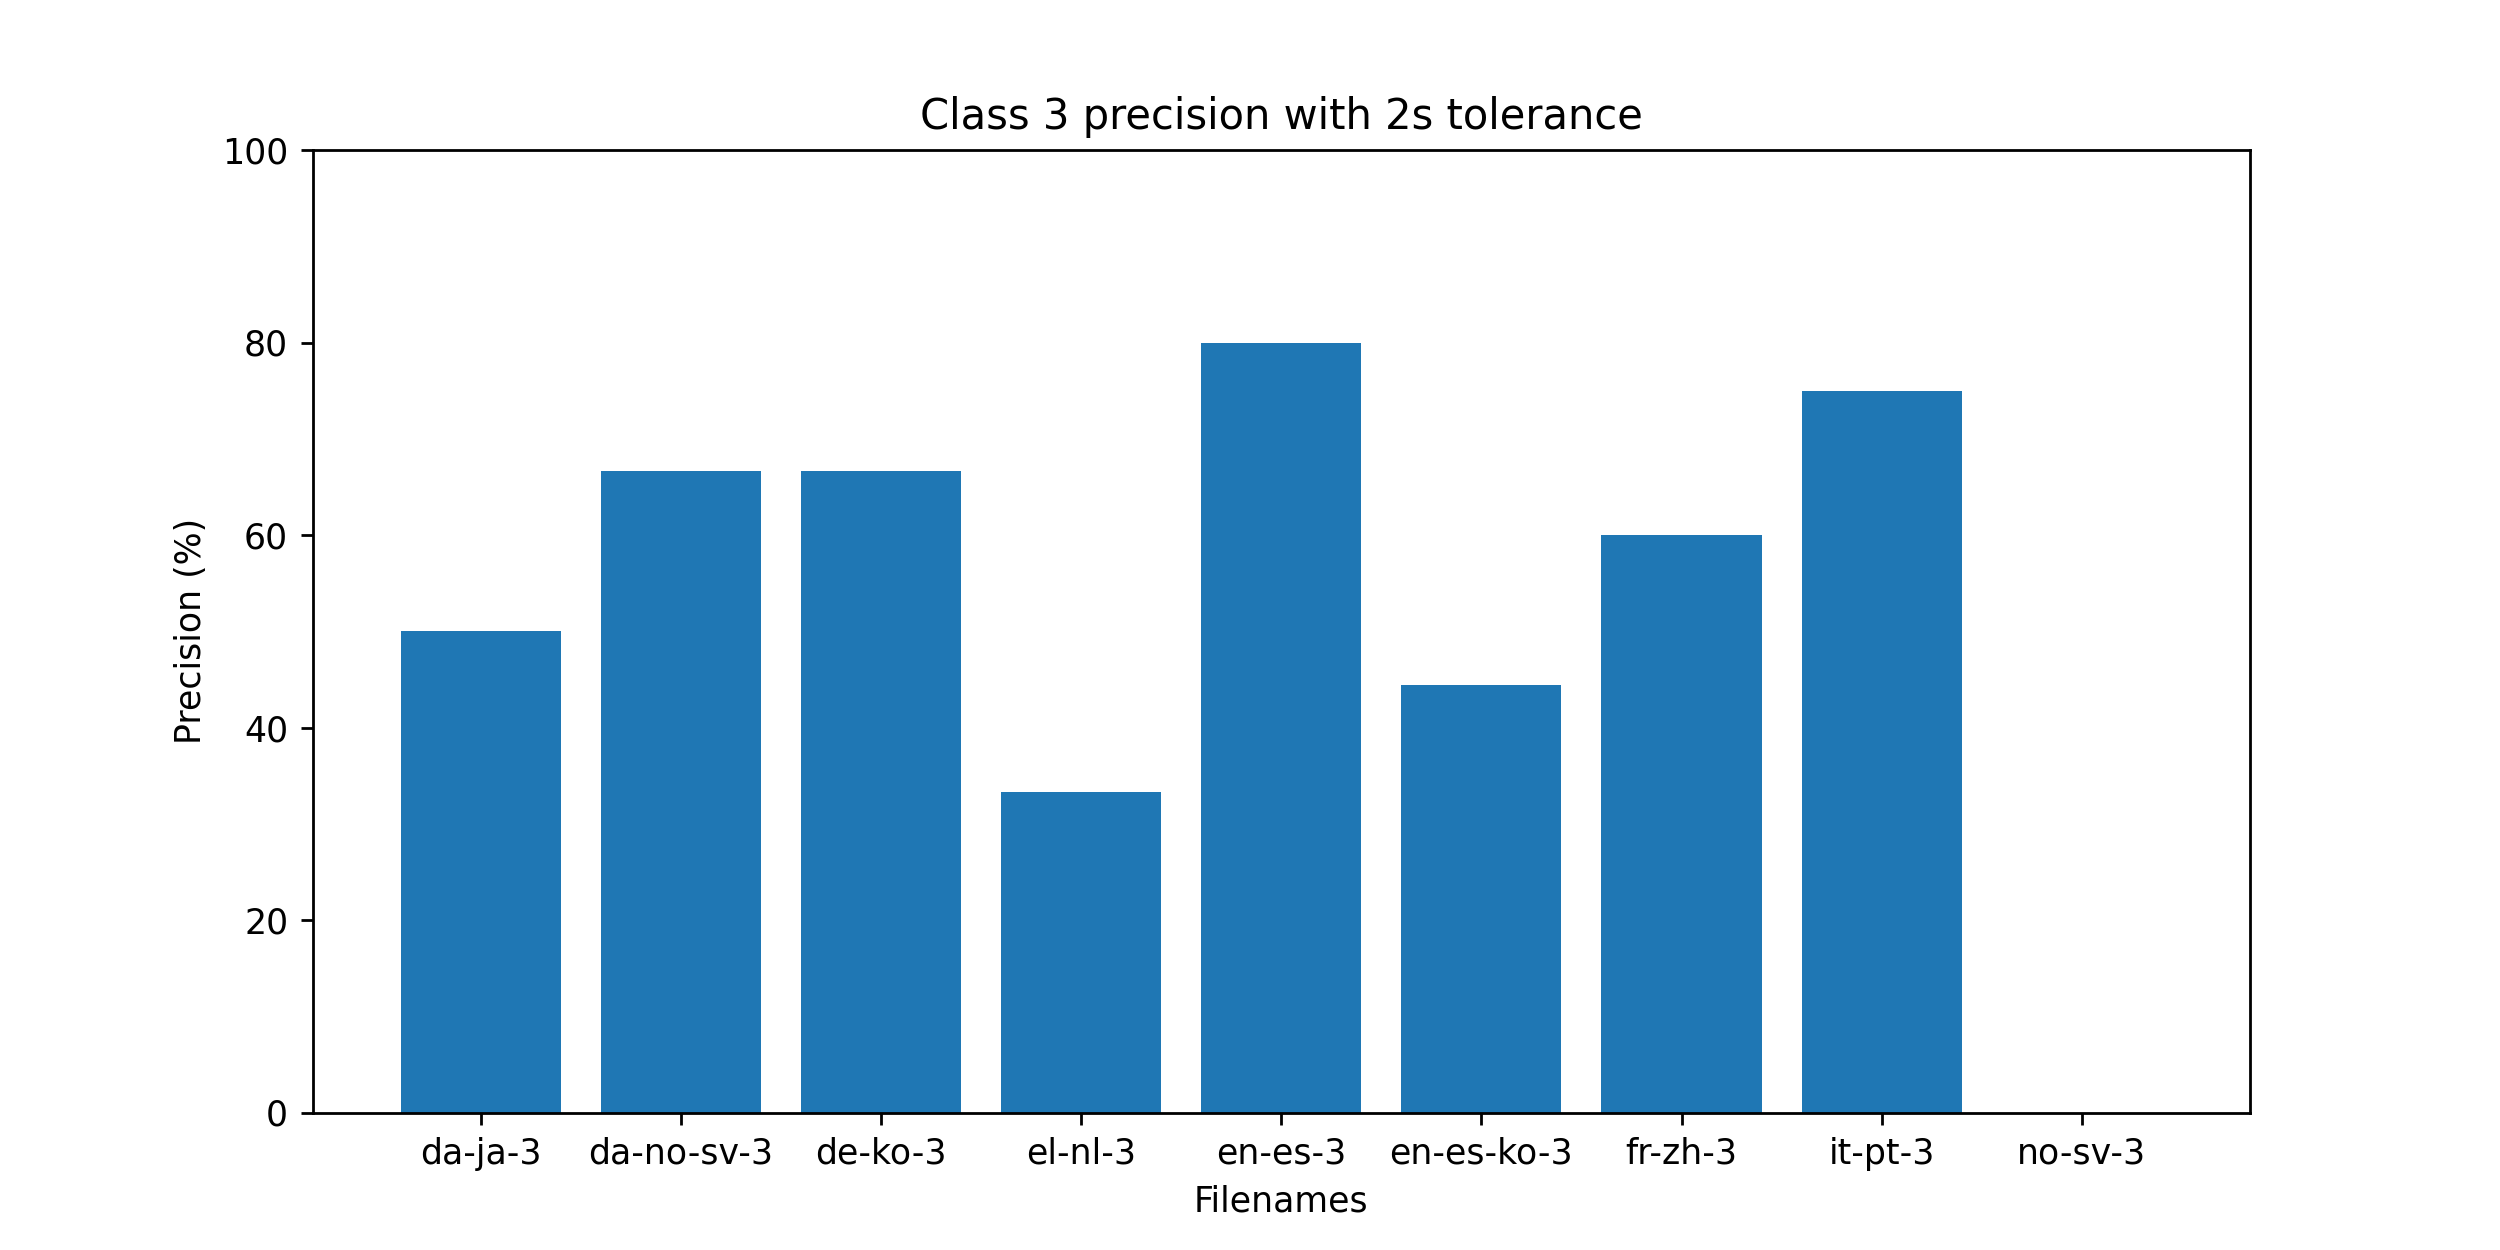 Class 3 precision with 2s tolerance
100
80
60
40
20
0
Precision (%)
da-ja-3 da-no-sv-3 de-ko-3 el-nl-3 en-es-3 en-es-ko-3 fr-zh-3 it-pt-3 no-sv-3
Filenames